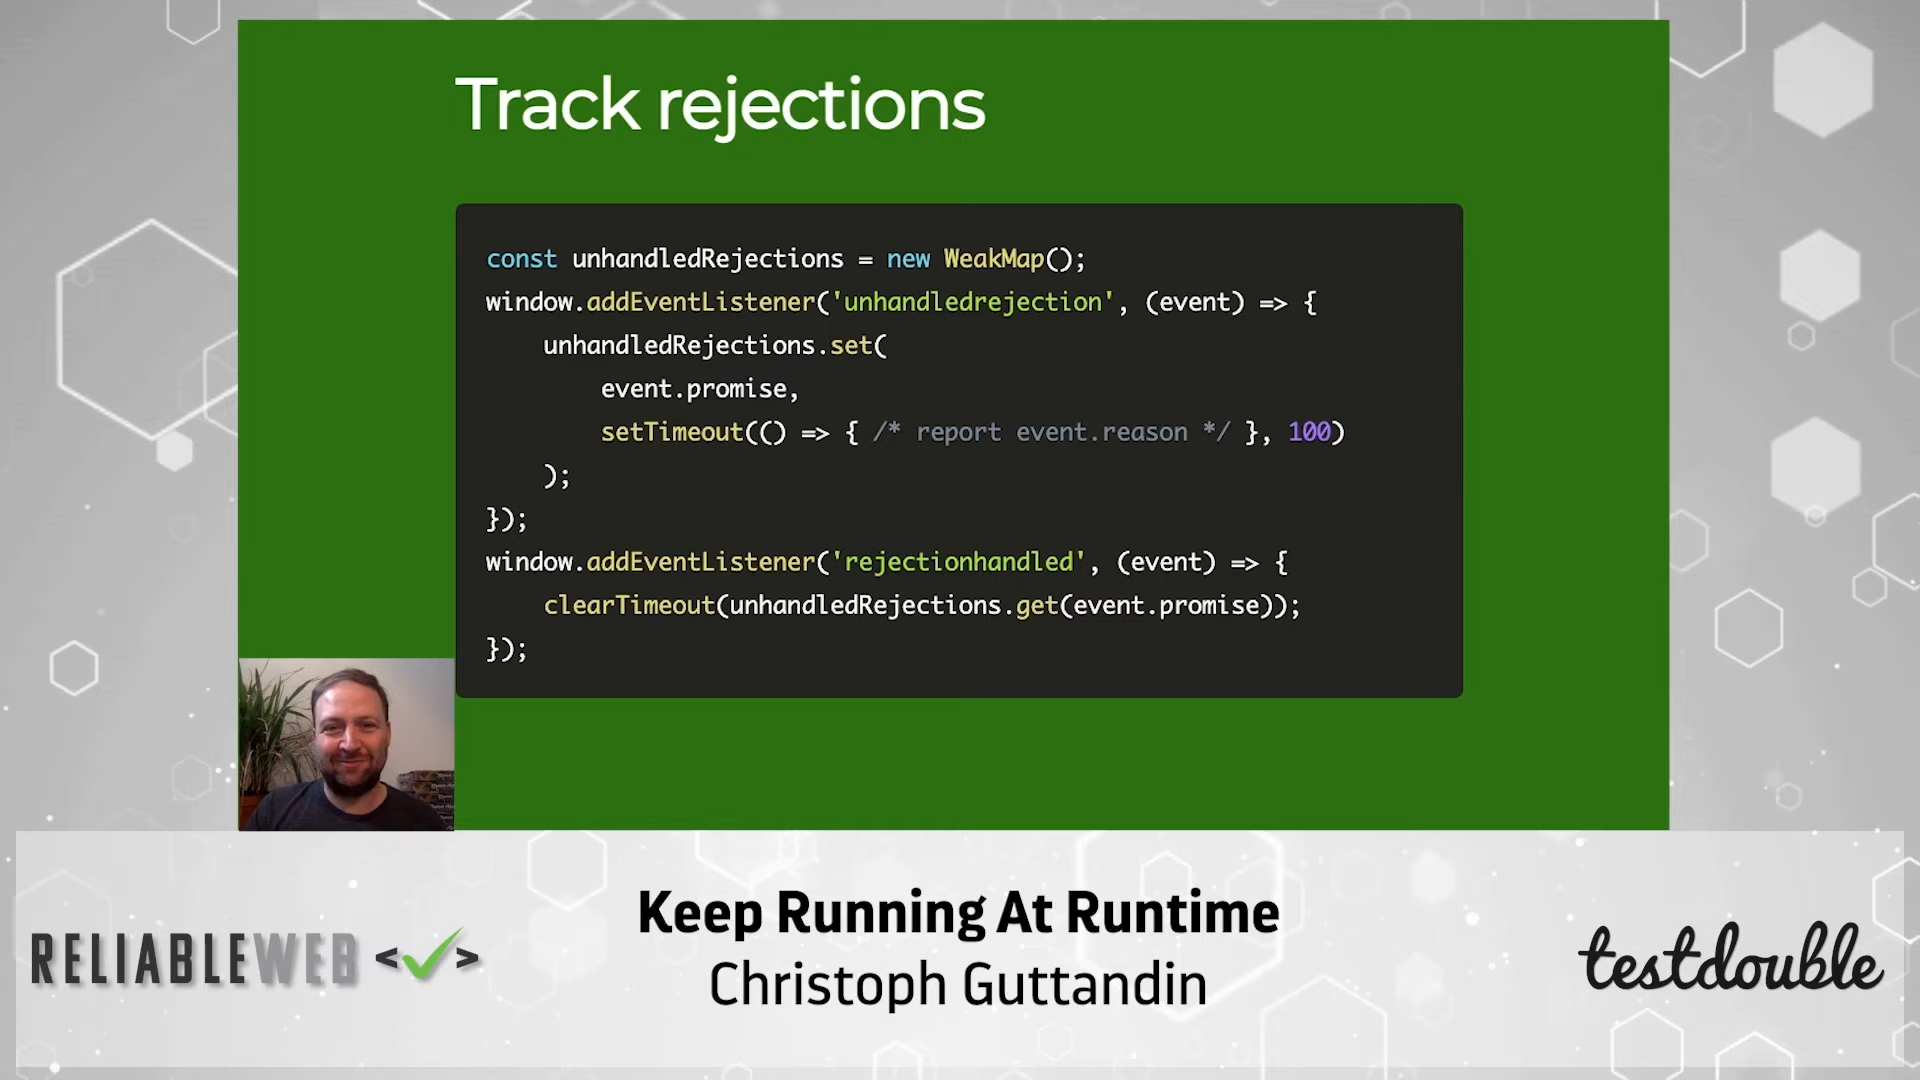 Track rejections
const unhandledRejections = new WeakMap();
window.addEventListener('unhandledrejection', (event) => {
    unhandledRejections.set(
        event.promise,
        setTimeout(() => { /* report event.reason */ }, 100)
    );
});
window.addEventListener('rejectionhandled', (event) => {
    clearTimeout(unhandledRejections.get(event.promise));
});
RELIABLEWEB <✓>
Keep Running At Runtime
Christoph Guttandin
testdouble